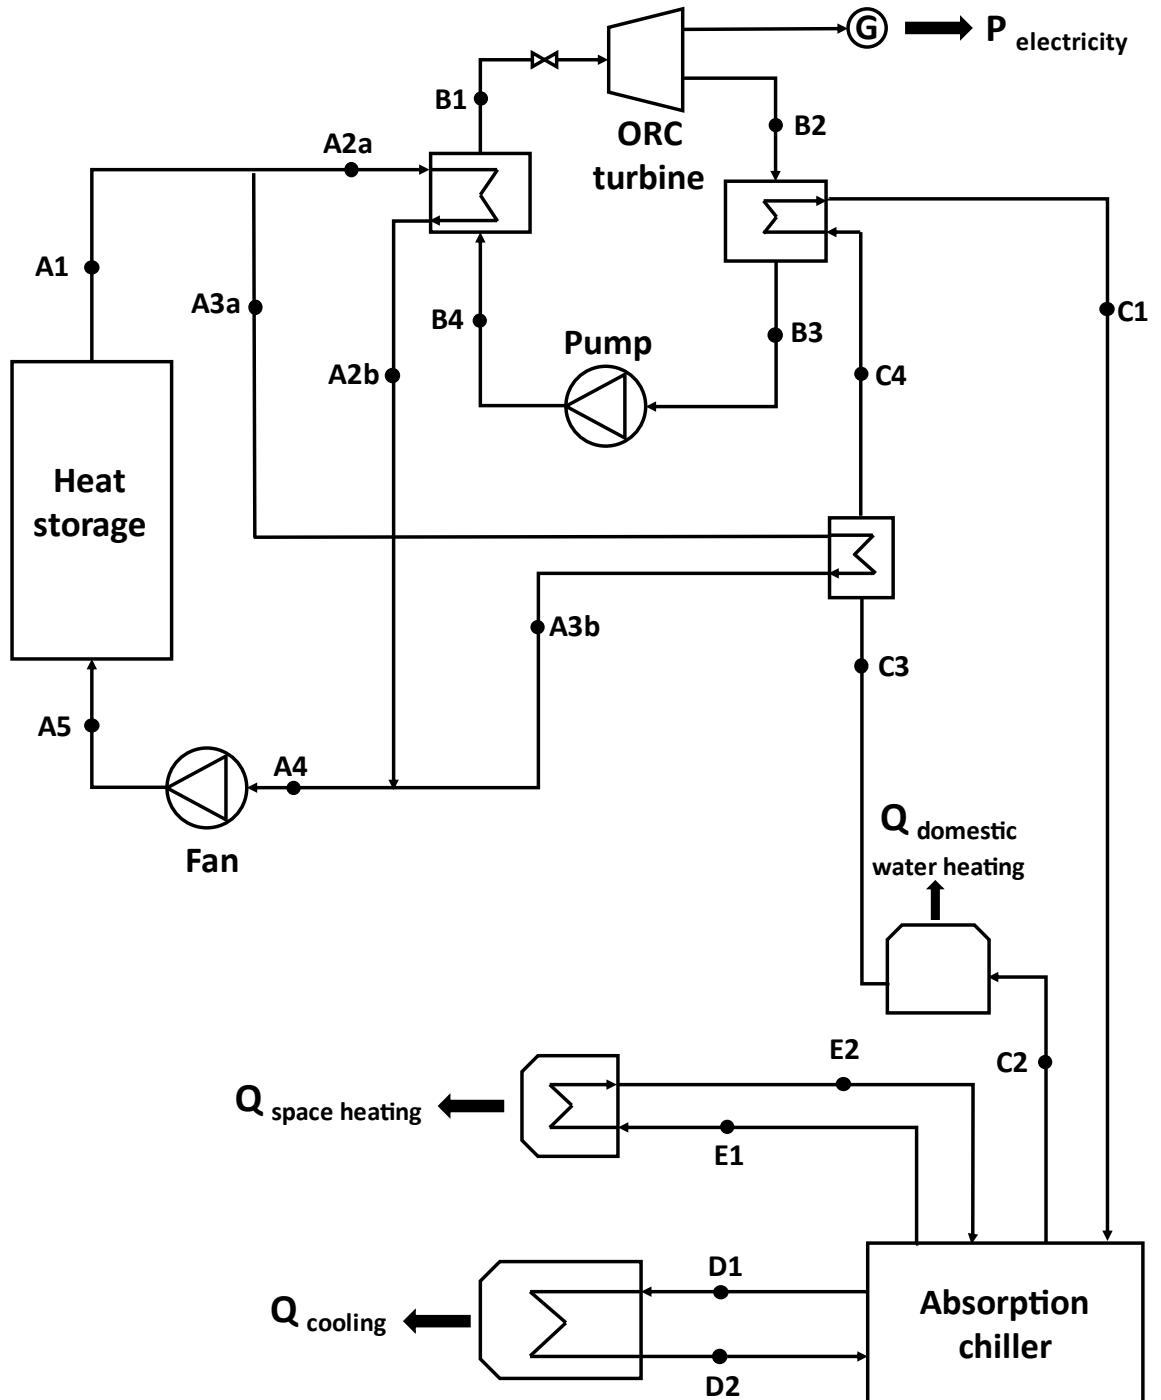 G
P electricity
B1
B2
ORC
turbine
A2a
A1
A3a
B4
B3
C1
Pump
A2b
C4
Heat
storage
A3b
C3
A5
A4
Fan
Q domestic
water heating
E2
C2
Q space heating
E1
D1
Q cooling
Absorption
chiller
D2